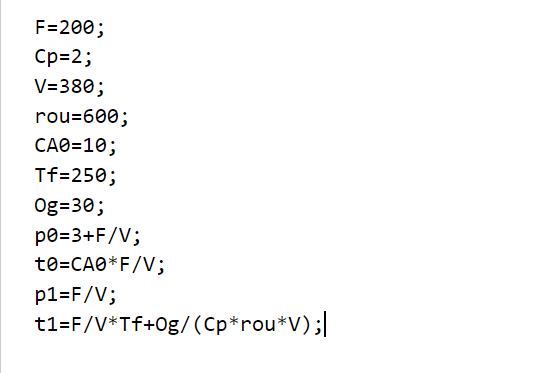 F=200;
Cp=2;
V=380;
rou=600;
CA0=10;
Tf=250;
Og=30;
p0=3+F/V;
t0=CA0*F/V;
p1=F/V;
t1=F/V*Tf+Og/(Cp*rou*V);